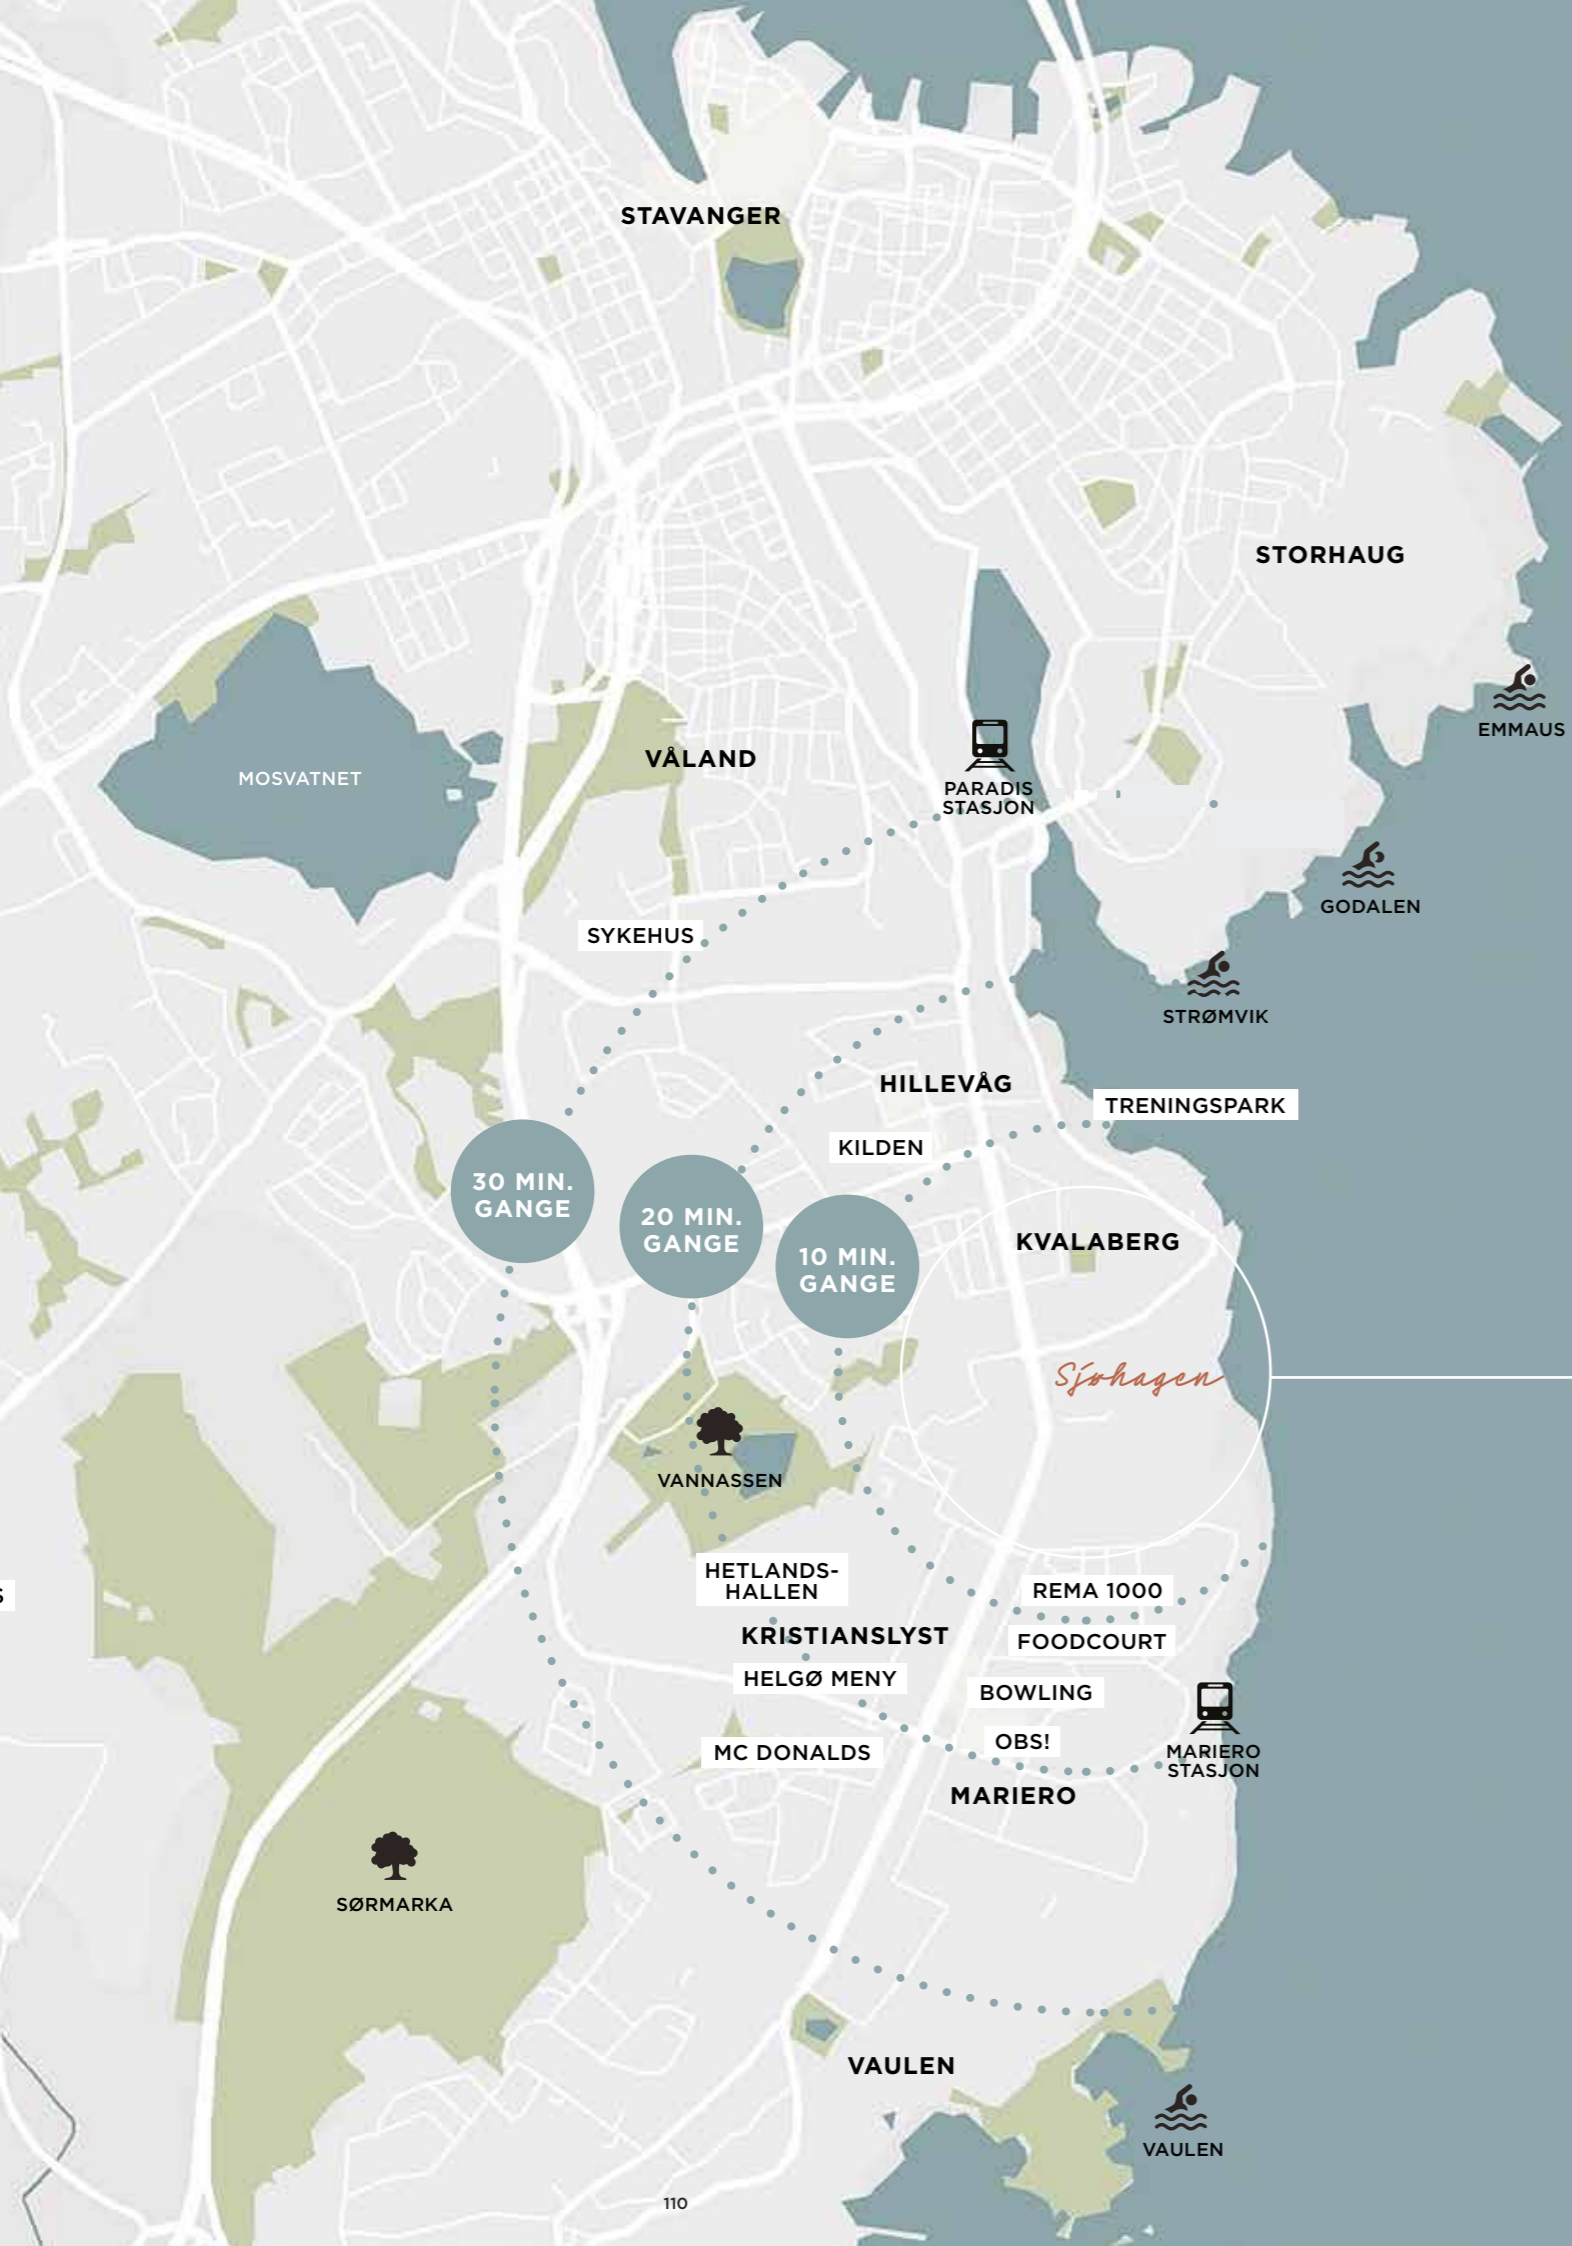 STAVANGER
STORHAUG
EMMAUS
VÅLAND
MOSVATNET
PARADIS
STASJON
GODALEN
SYKEHUS
STRØMVIK
HILLEVÅG
TRENINGSPARK
KILDEN
30 MIN.
GANGE
20 MIN.
GANGE
10 MIN.
GANGE
KVALABERG
Sjøhagen
VANNASSEN
HETLANDS-
HALLEN
REMA 1000
S
KRISTIANSLYST
FOODCOURT
HELGØ MENY
BOWLING
OBS!
MC DONALDS
MARIERO
STASJON
MARIERO
SØRMARKA
VAULEN
VAULEN
110